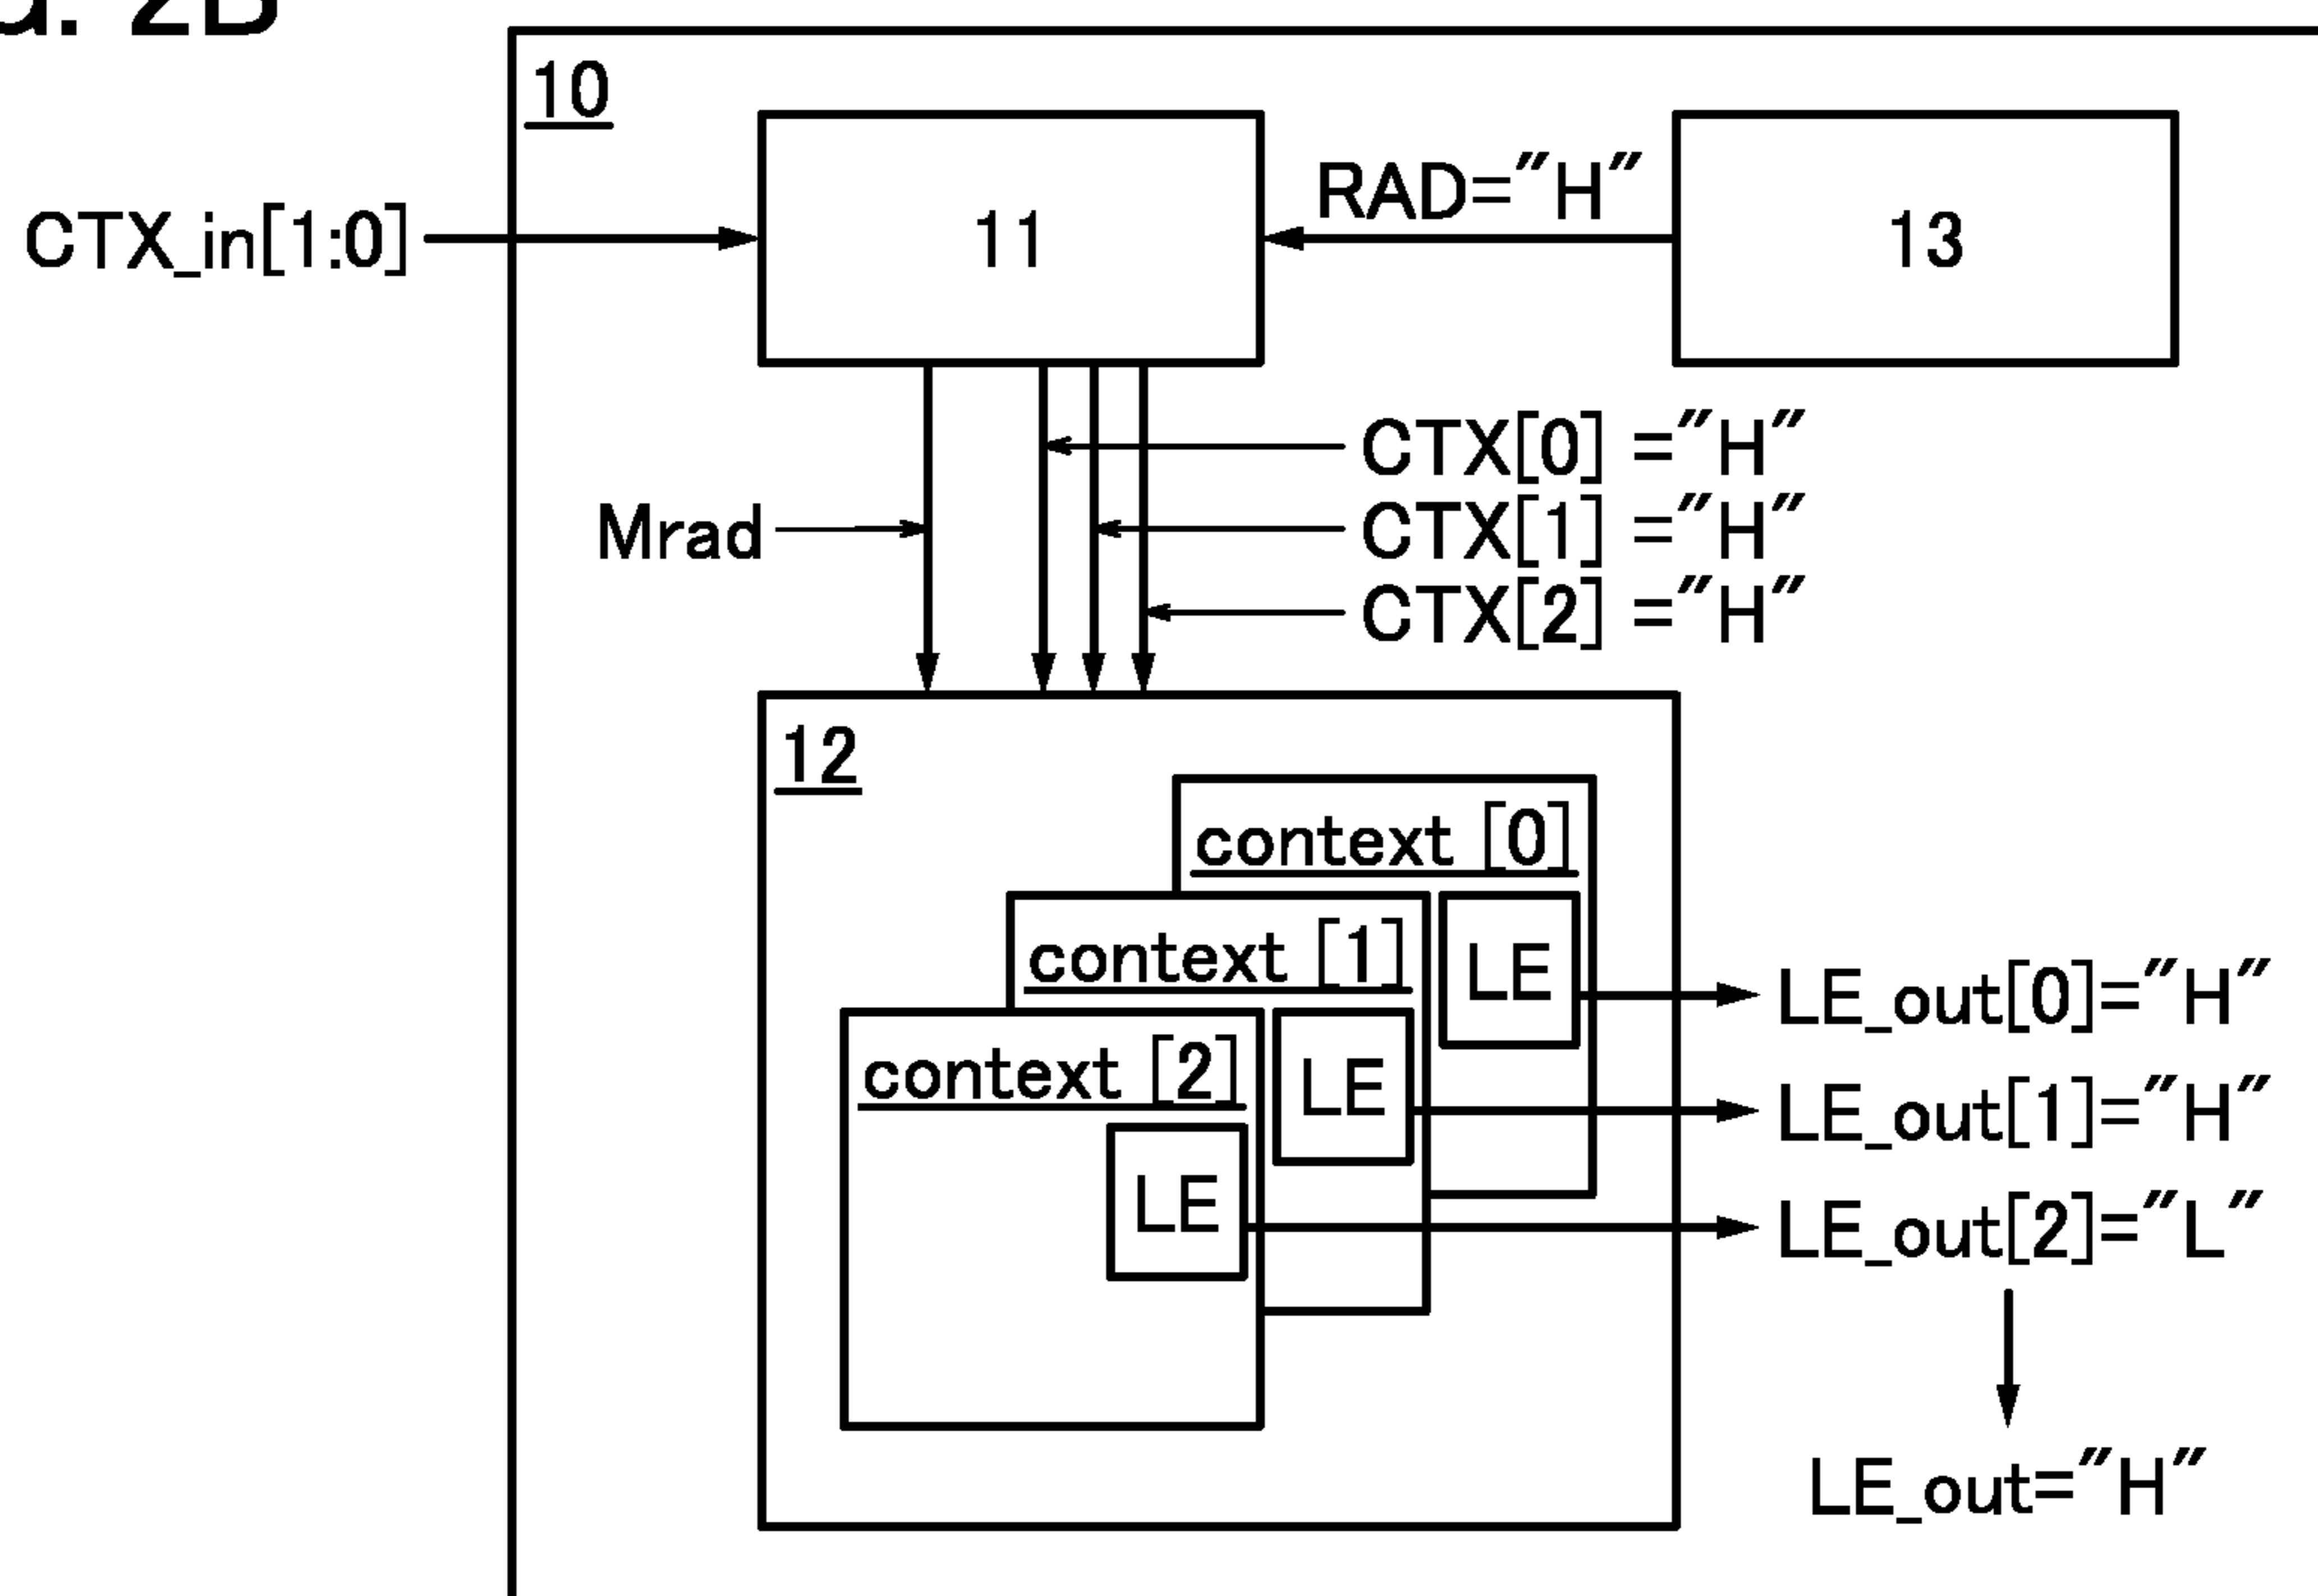 2B
10
11
RAD="H"
13
CTX_in[1:0]
CTX[0] ="H"
Mrad
CTX[1] ="H"
CTX[2] ="H"
12
context [0]
LE
context [1]
LE
context [2]
LE
LE_out[0]="H"
LE_out[1]="H"
LE_out[2]="L"
LE_out="H"